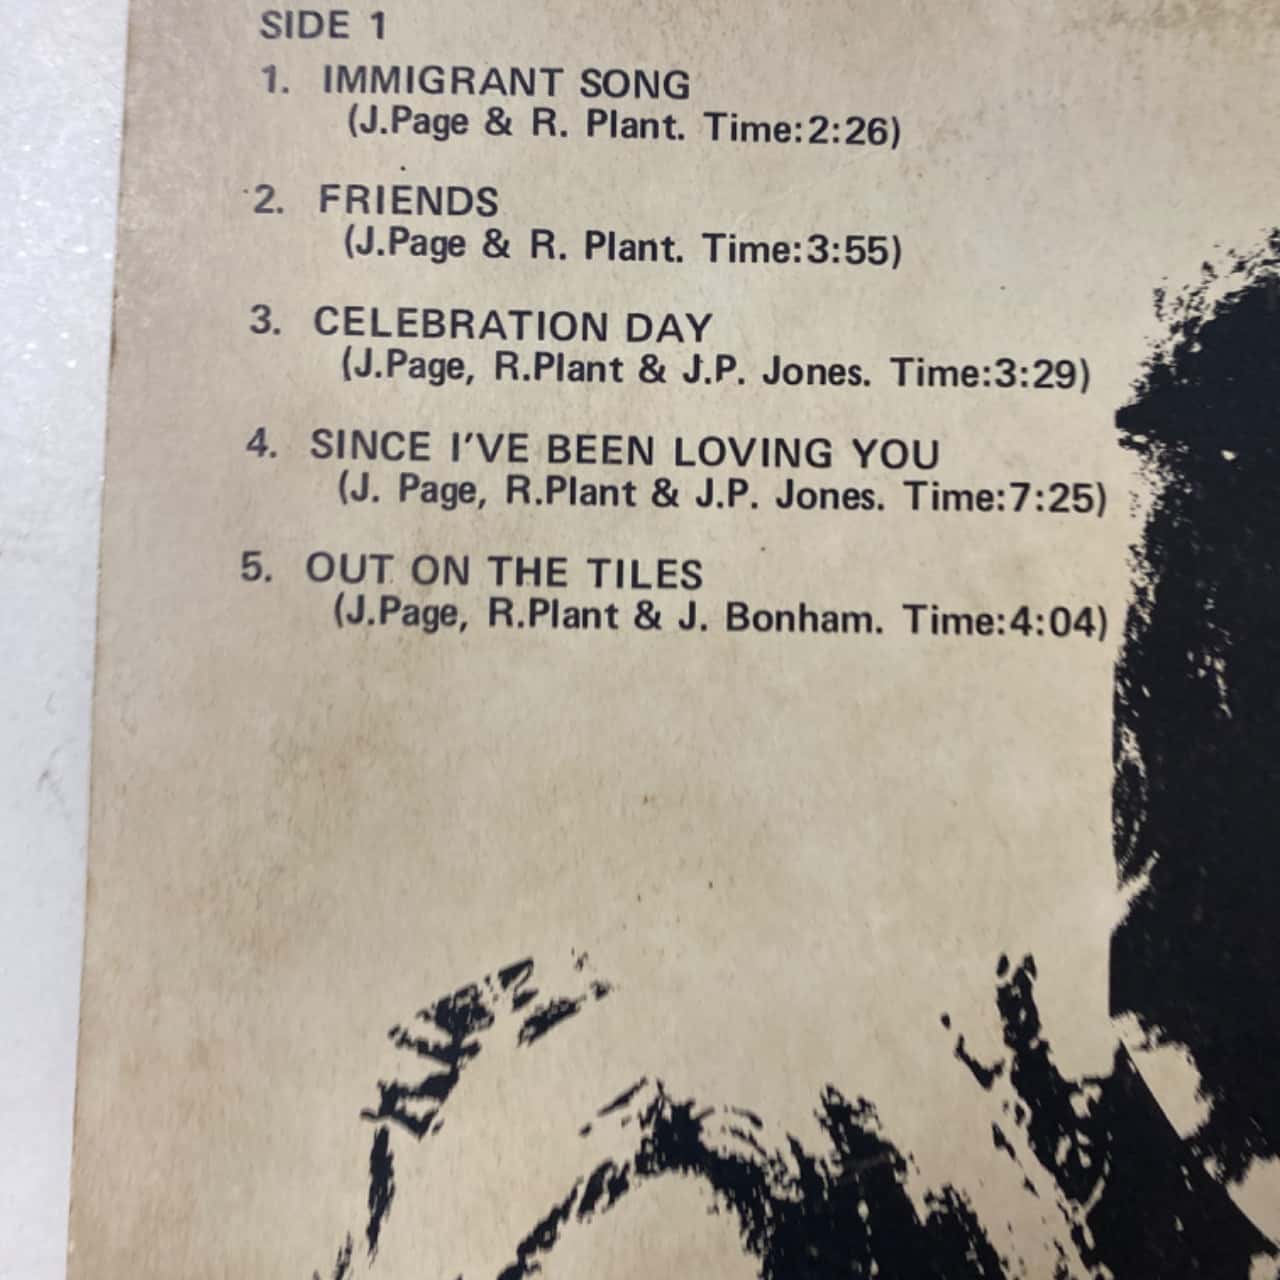 SIDE 1
1. IMMIGRANT SONG
(J.Page & R. Plant. Time:2:26)
2. FRIENDS
(J.Page & R. Plant. Time:3:55)
3. CELEBRATION DAY
(J.Page, R.Plant & J.P. Jones. Time:3:29)
4. SINCE I'VE BEEN LOVING YOU
(J. Page, R.Plant & J.P. Jones. Time:7:25)
5. OUT ON THE TILES
(J.Page, R.Plant & J. Bonham. Time:4:04)